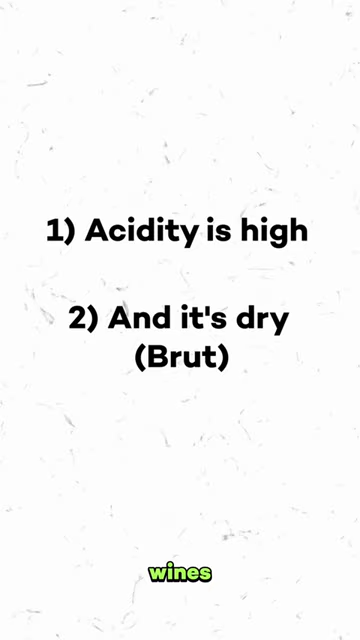 1) Acidity is high
2) And it's dry
(Brut)
wines